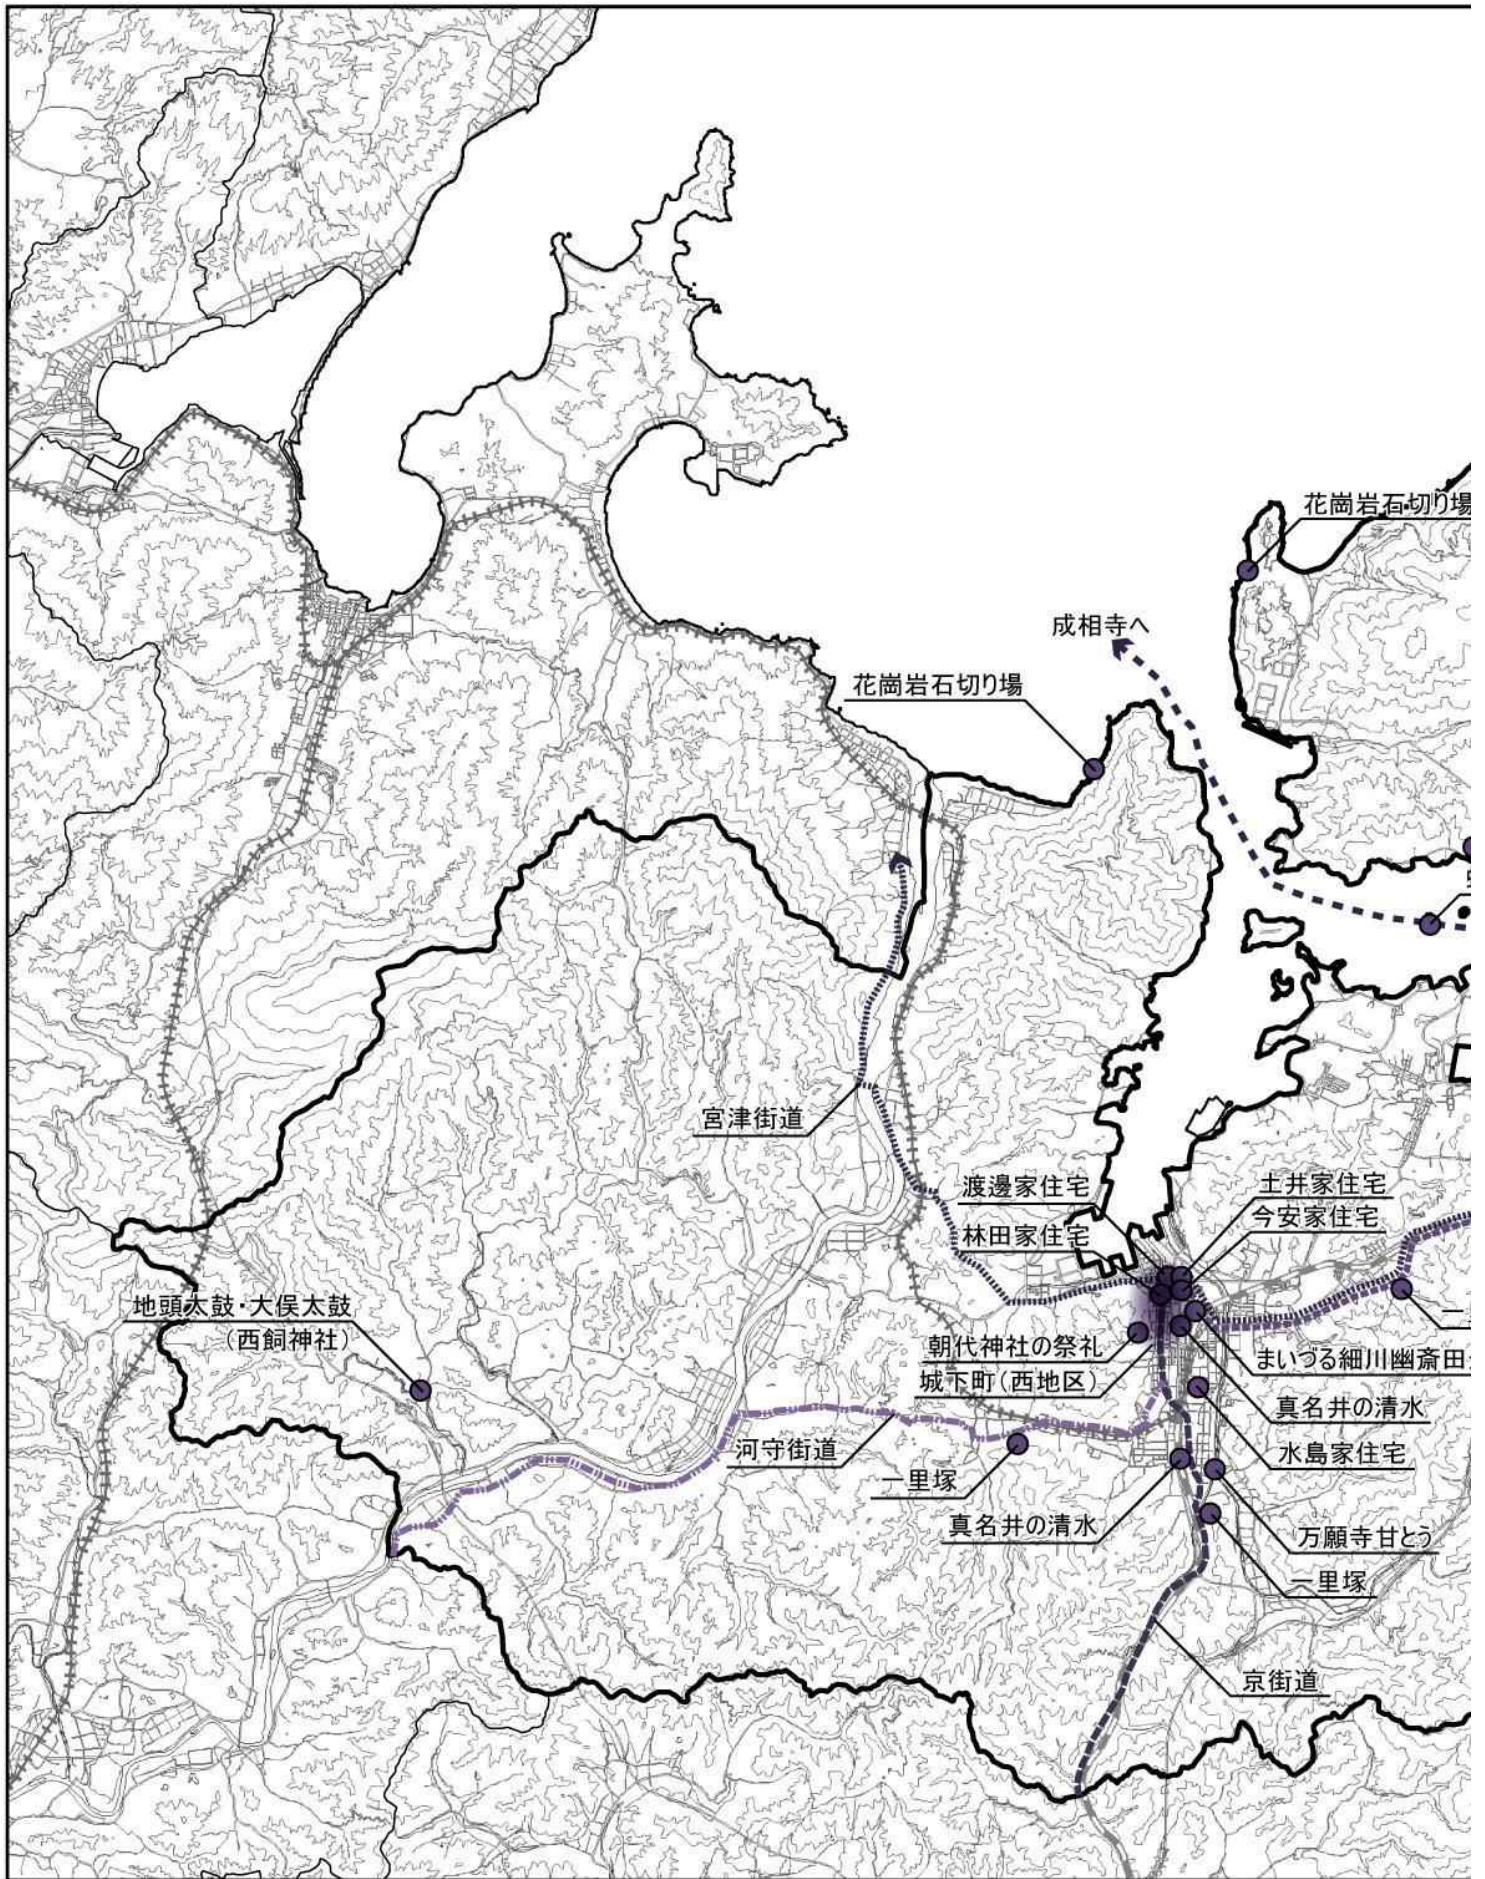 花崗岩石切り場
成相寺へ
花崗岩石切り場
宮津街道
渡邊家住宅
土井家住宅
今安家住宅
林田家住宅
地頭太鼓・大俣太鼓
（西飼神社）
一
朝代神社の祭礼
まいづる細川幽斎田
城下町（西地区）
真名井の清水
河守街道
水島家住宅
一里塚
真名井の清水
万願寺甘とう
一里塚
京街道